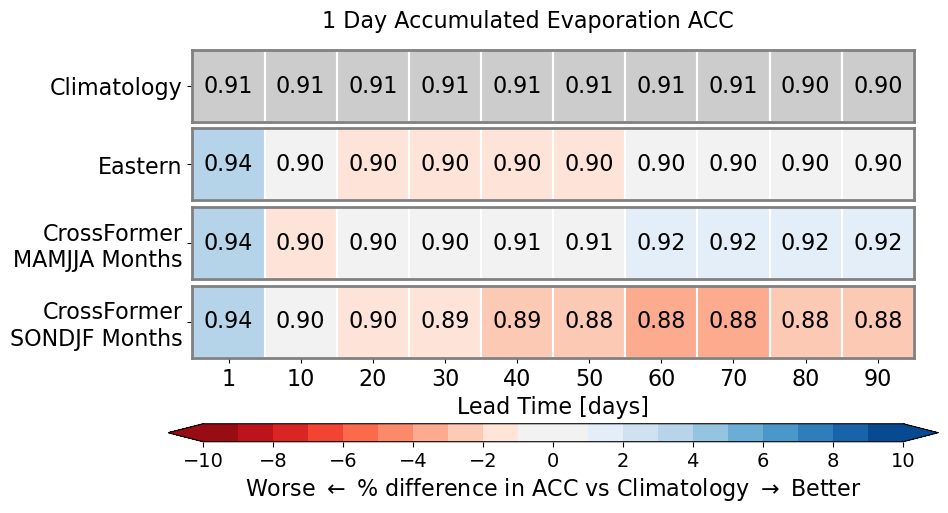 1 Day Accumulated Evaporation ACC
Climatology 0.91 0.91 0.91 0.91 0.91 0.91 0.91 0.91 0.90 0.90
Eastern 0.94 0.90 0.90 0.90 0.90 0.90 0.90 0.90 0.90 0.90
CrossFormer
MAMJJA Months 0.94 0.90 0.90 0.90 0.91 0.91 0.92 0.92 0.92 0.92
CrossFormer
SONDJF Months 0.94 0.90 0.90 0.89 0.89 0.88 0.88 0.88 0.88 0.88
1 10 20 30 40 50 60 70 80 90
Lead Time [days]
−10 −8 −6 −4 −2 0 2 4 6 8 10
Worse ← % difference in ACC vs Climatology → Better